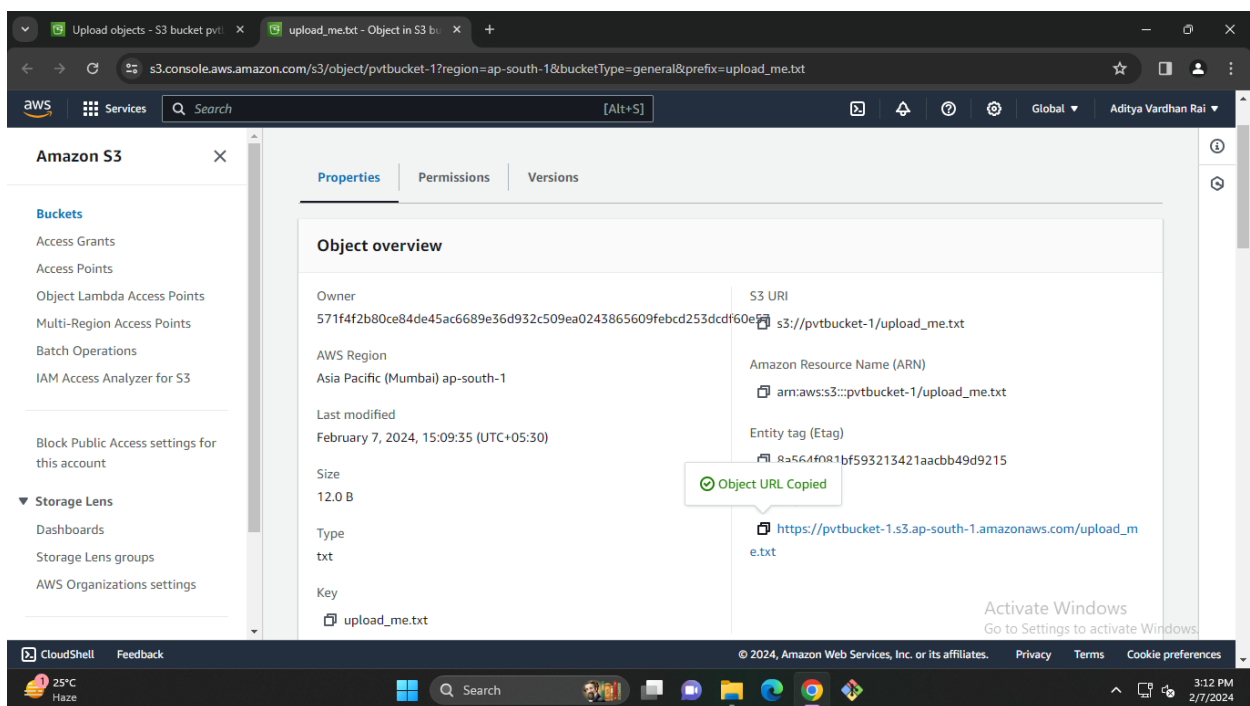 Upload objects - S3 bucket pvt
upload_me.txt - Object in S3 bu
s3.console.aws.amazon.com/s3/object/pvtbucket-1?region=ap-south-1&bucketType=general&prefix=upload_me.txt
aws Services Search [Alt+S] Global Aditya Vardhan Rai
Amazon S3
Buckets
Access Grants
Access Points
Object Lambda Access Points
Multi-Region Access Points
Batch Operations
IAM Access Analyzer for S3
Block Public Access settings for
this account
Storage Lens
Dashboards
Storage Lens groups
AWS Organizations settings
Properties Permissions Versions
Object overview
Owner
AWS Region
Asia Pacific (Mumbai) ap-south-1
Last modified
February 7, 2024, 15:09:35 (UTC+05:30)
Size
12.0 B
Type
txt
Key
upload_me.txt
S3 URI
s3://pvtbucket-1/upload_me.txt
Amazon Resource Name (ARN)
arn:aws:s3:::pvtbucket-1/upload_me.txt
Entity tag (Etag)
8a564f081bf593213421aacbb49d9215
Object URL Copied
https://pvtbucket-1.s3.ap-south-1.amazonaws.com/upload_m
e.txt
Activate Windows
Go to Settings to activate Windows.
CloudShell Feedback © 2024, Amazon Web Services, Inc. or its affiliates. Privacy Terms Cookie preferences
1
25°C
Haze
Search
3:12 PM
2/7/2024